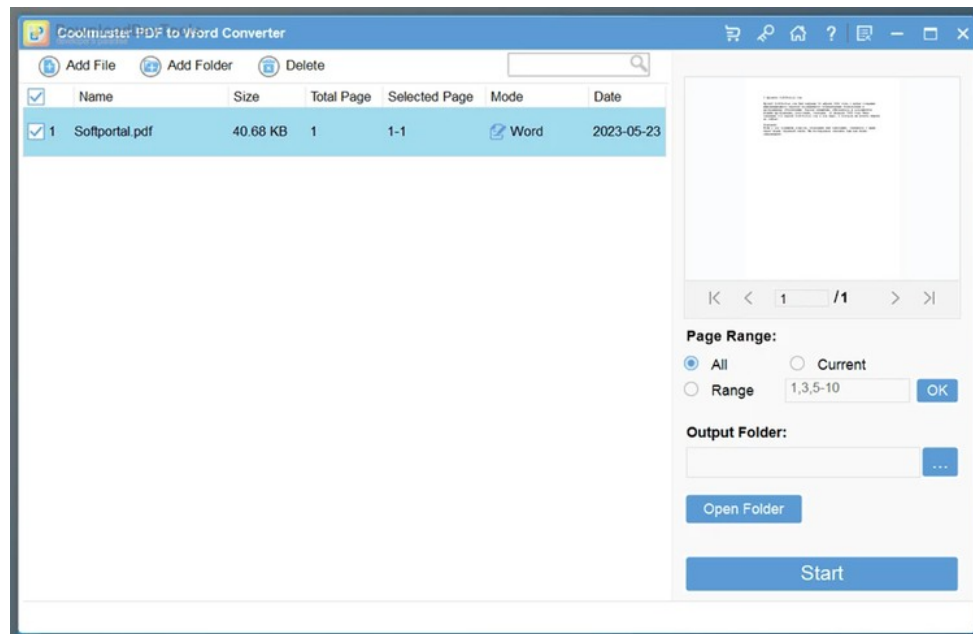 Coolmuster PDF to Word Converter
Add File Add Folder Delete
Name Size Total Page Selected Page Mode Date
1 Softportal.pdf 40.68 KB 1 1-1 Word 2023-05-23
1 /1
Page Range:
All Current
Range 1,3,5-10 OK
Output Folder:
...
Open Folder
Start